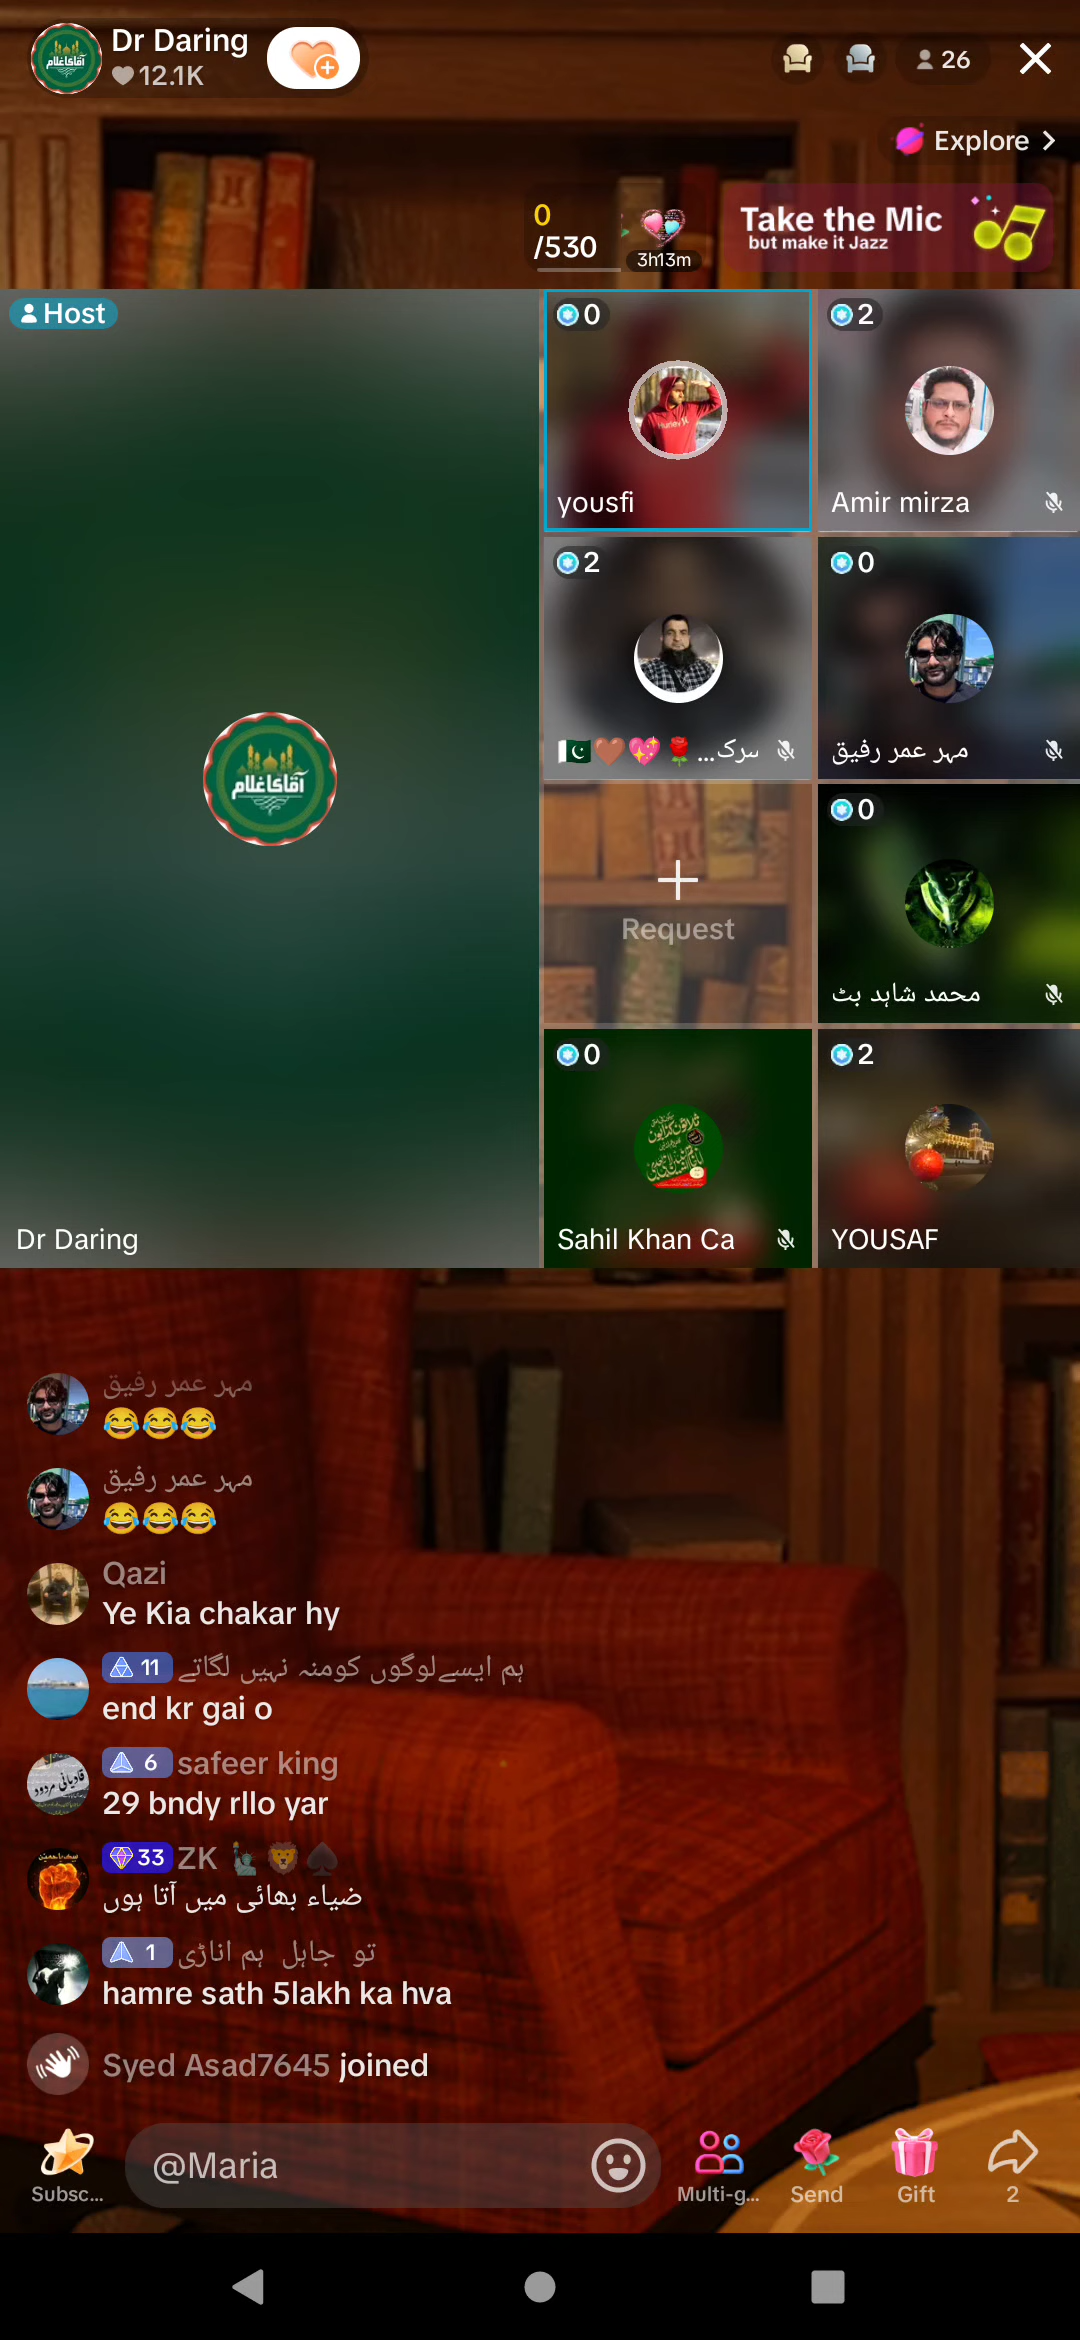 Dr Daring
12.1K
26
Explore
0
/530
3h13m
Take the Mic
but make it Jazz
Host
آقا کا غلام
Dr Daring
0
yousfi
2
Amir mirza
2
سرک...🌹💖🤎🇵🇰
0
مہر عمر رفیق
Request
0
محمد شاہد بٹ
0
Sahil Khan Ca
2
YOUSAF
مہر عمر رفیق
😂😂😂
مہر عمر رفیق
😂😂😂
Qazi
Ye Kia chakar hy
11 ہم ایسےلوگوں کومنہ نہیں لگاتے
end kr gai o
6 safeer king
29 bndy rllo yar
33 ZK 🗽🦁♠️
ضیاء بھائی میں آتا ہوں
1 تو جاہل ہم اناڑی
hamre sath 5lakh ka hva
Syed Asad7645 joined
@Maria
Subsc...
Multi-g...
Send
Gift
2